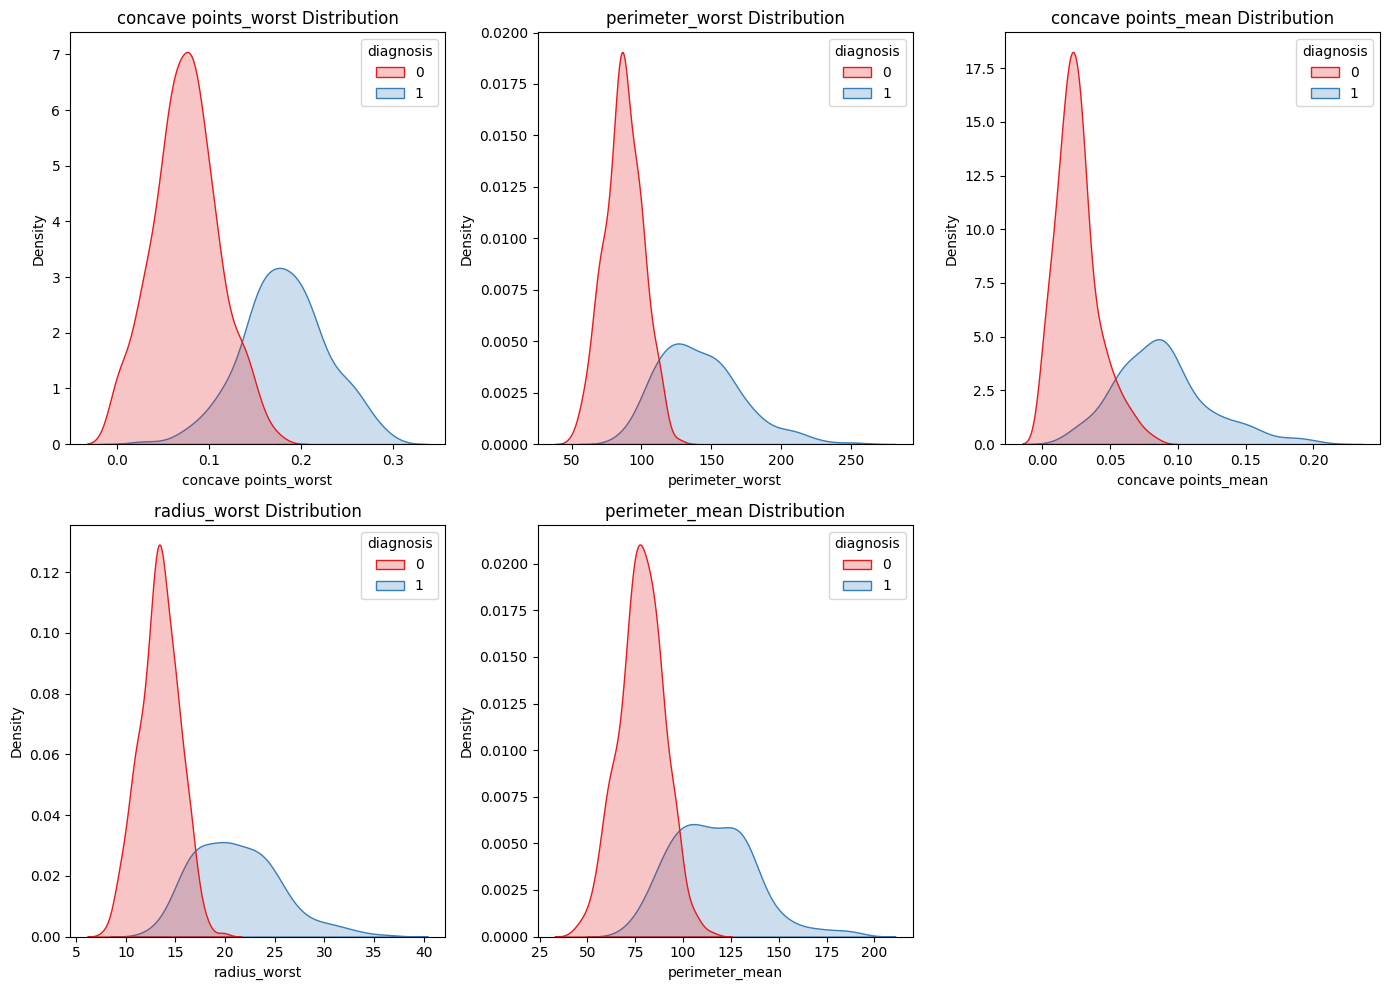 concave points_worst Distribution
7
6
5
4
3
2
1
0
Density
0.0 0.1 0.2 0.3
concave points_worst
diagnosis
0
1
perimeter_worst Distribution
0.0200
0.0175
0.0150
0.0125
0.0100
0.0075
0.0050
0.0025
0.0000
Density
50 100 150 200 250
perimeter_worst
diagnosis
0
1
concave points_mean Distribution
17.5
15.0
12.5
10.0
7.5
5.0
2.5
0.0
Density
0.00 0.05 0.10 0.15 0.20
concave points_mean
diagnosis
0
1
radius_worst Distribution
0.12
0.10
0.08
0.06
0.04
0.02
0.00
Density
5 10 15 20 25 30 35 40
radius_worst
diagnosis
0
1
perimeter_mean Distribution
0.0200
0.0175
0.0150
0.0125
0.0100
0.0075
0.0050
0.0025
0.0000
Density
25 50 75 100 125 150 175 200
perimeter_mean
diagnosis
0
1